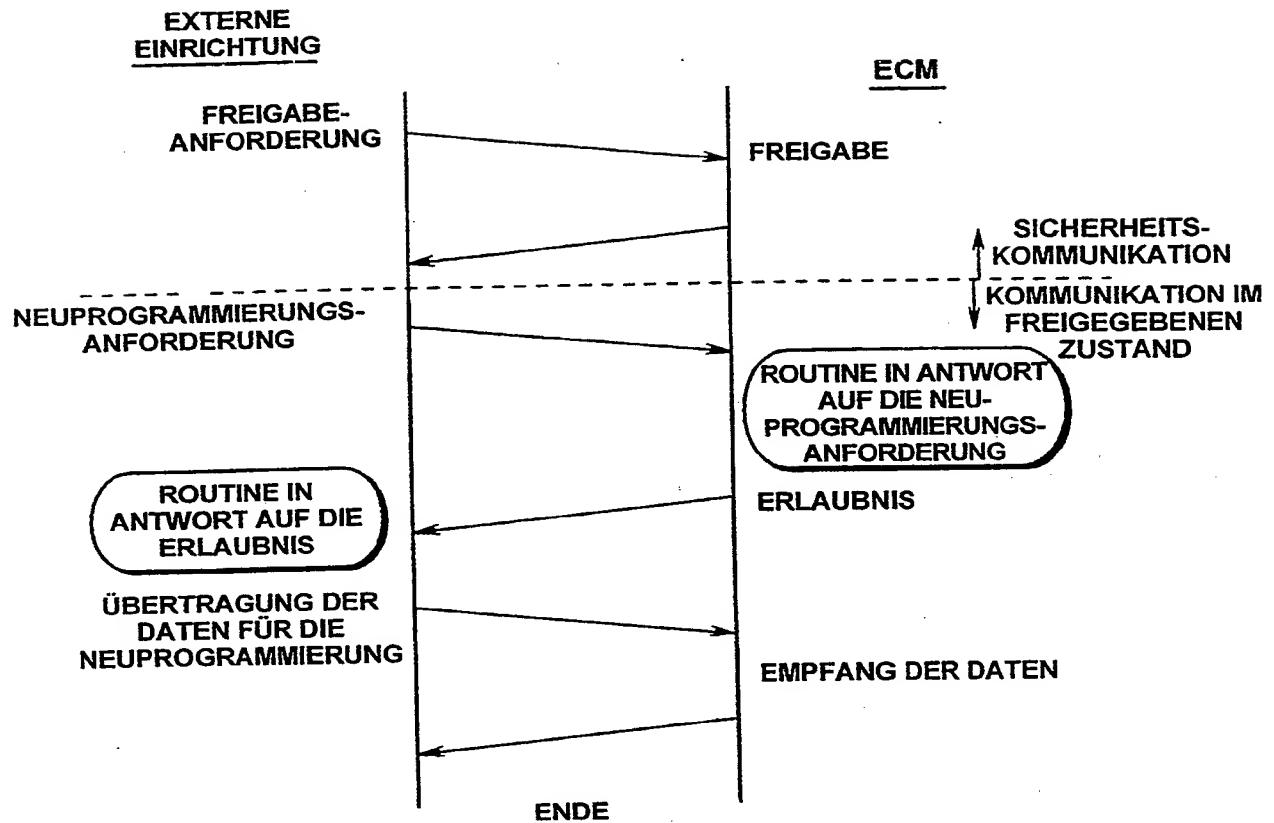 EXTERNE
EINRICHTUNG
ECM
FREIGABE-
ANFORDERUNG
FREIGABE
SICHERHEITS-
KOMMUNIKATION
KOMMUNIKATION IM
FREIGEGEBENEN
ZUSTAND
NEUPROGRAMMIERUNGS-
ANFORDERUNG
ROUTINE IN ANTWORT
AUF DIE NEU-
PROGRAMMIERUNGS-
ANFORDERUNG
ERLAUBNIS
ROUTINE IN
ANTWORT AUF DIE
ERLAUBNIS
ÜBERTRAGUNG DER
DATEN FÜR DIE
NEUPROGRAMMIERUNG
EMPFANG DER DATEN
ENDE